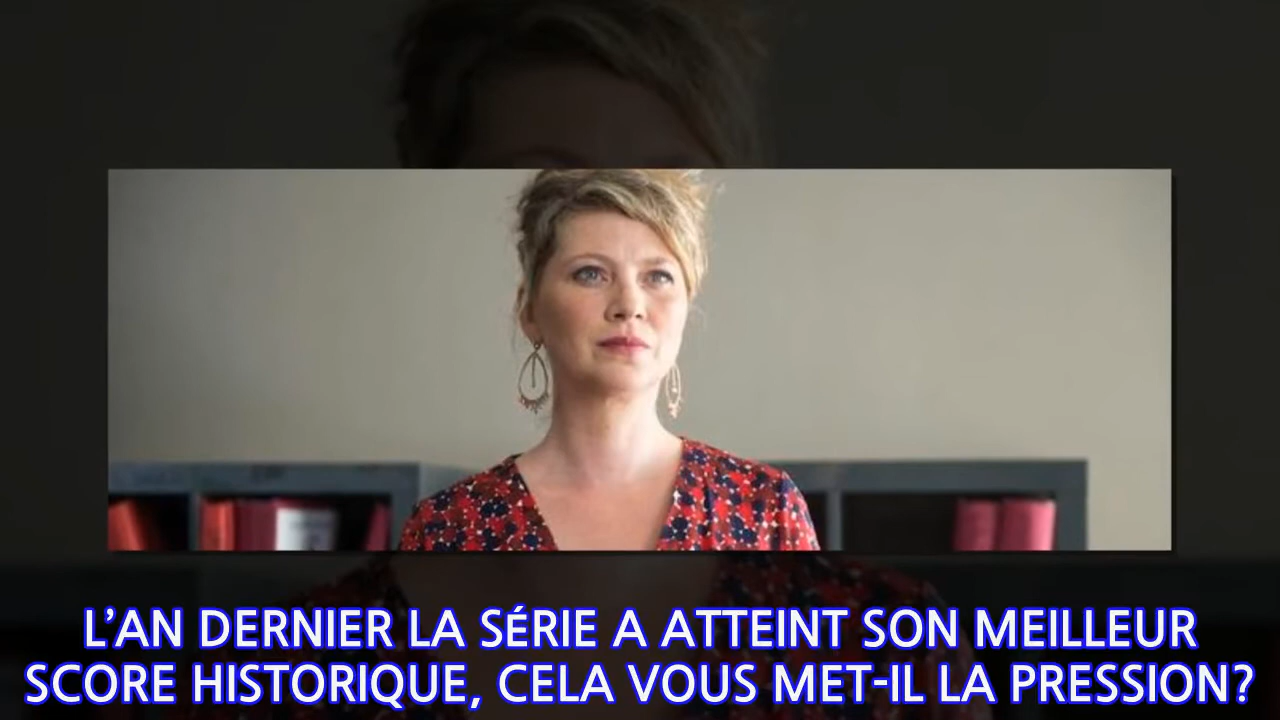 L’AN DERNIER LA SéRIE A ATTEINT SON MEILLEUR
SCORE HISTORIQUE, CELA VOUS MET-IL LA PRESSION?